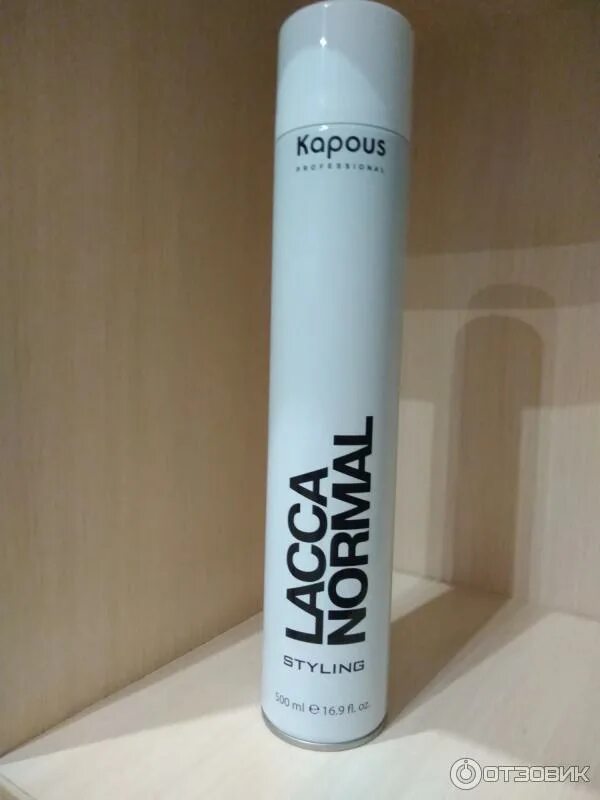 Kapous
PROFESSIONAL
LACCA
NORMAL
STYLING
500 ml ℮ 16.9 fl. oz.
ОТЗОВИК